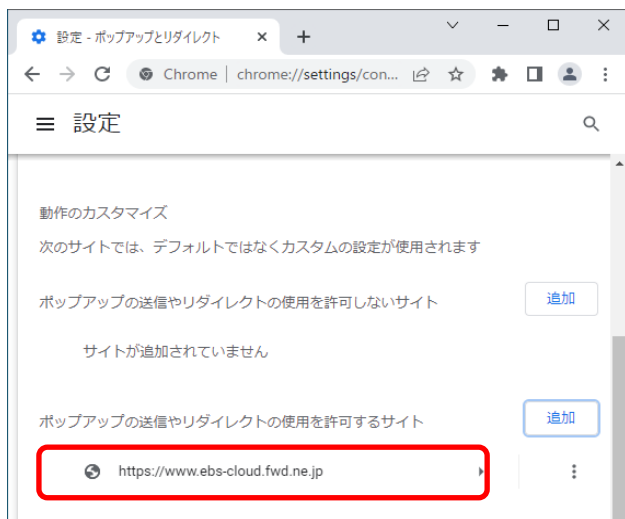 設定 - ポップアップとリダイレクト
Chrome | chrome://settings/con...
設定
動作のカスタマイズ
次のサイトでは、デフォルトではなくカスタムの設定が使用されます
ポップアップの送信やリダイレクトの使用を許可しないサイト
追加
サイトが追加されていません
ポップアップの送信やリダイレクトの使用を許可するサイト
追加
https://www.ebs-cloud.fwd.ne.jp